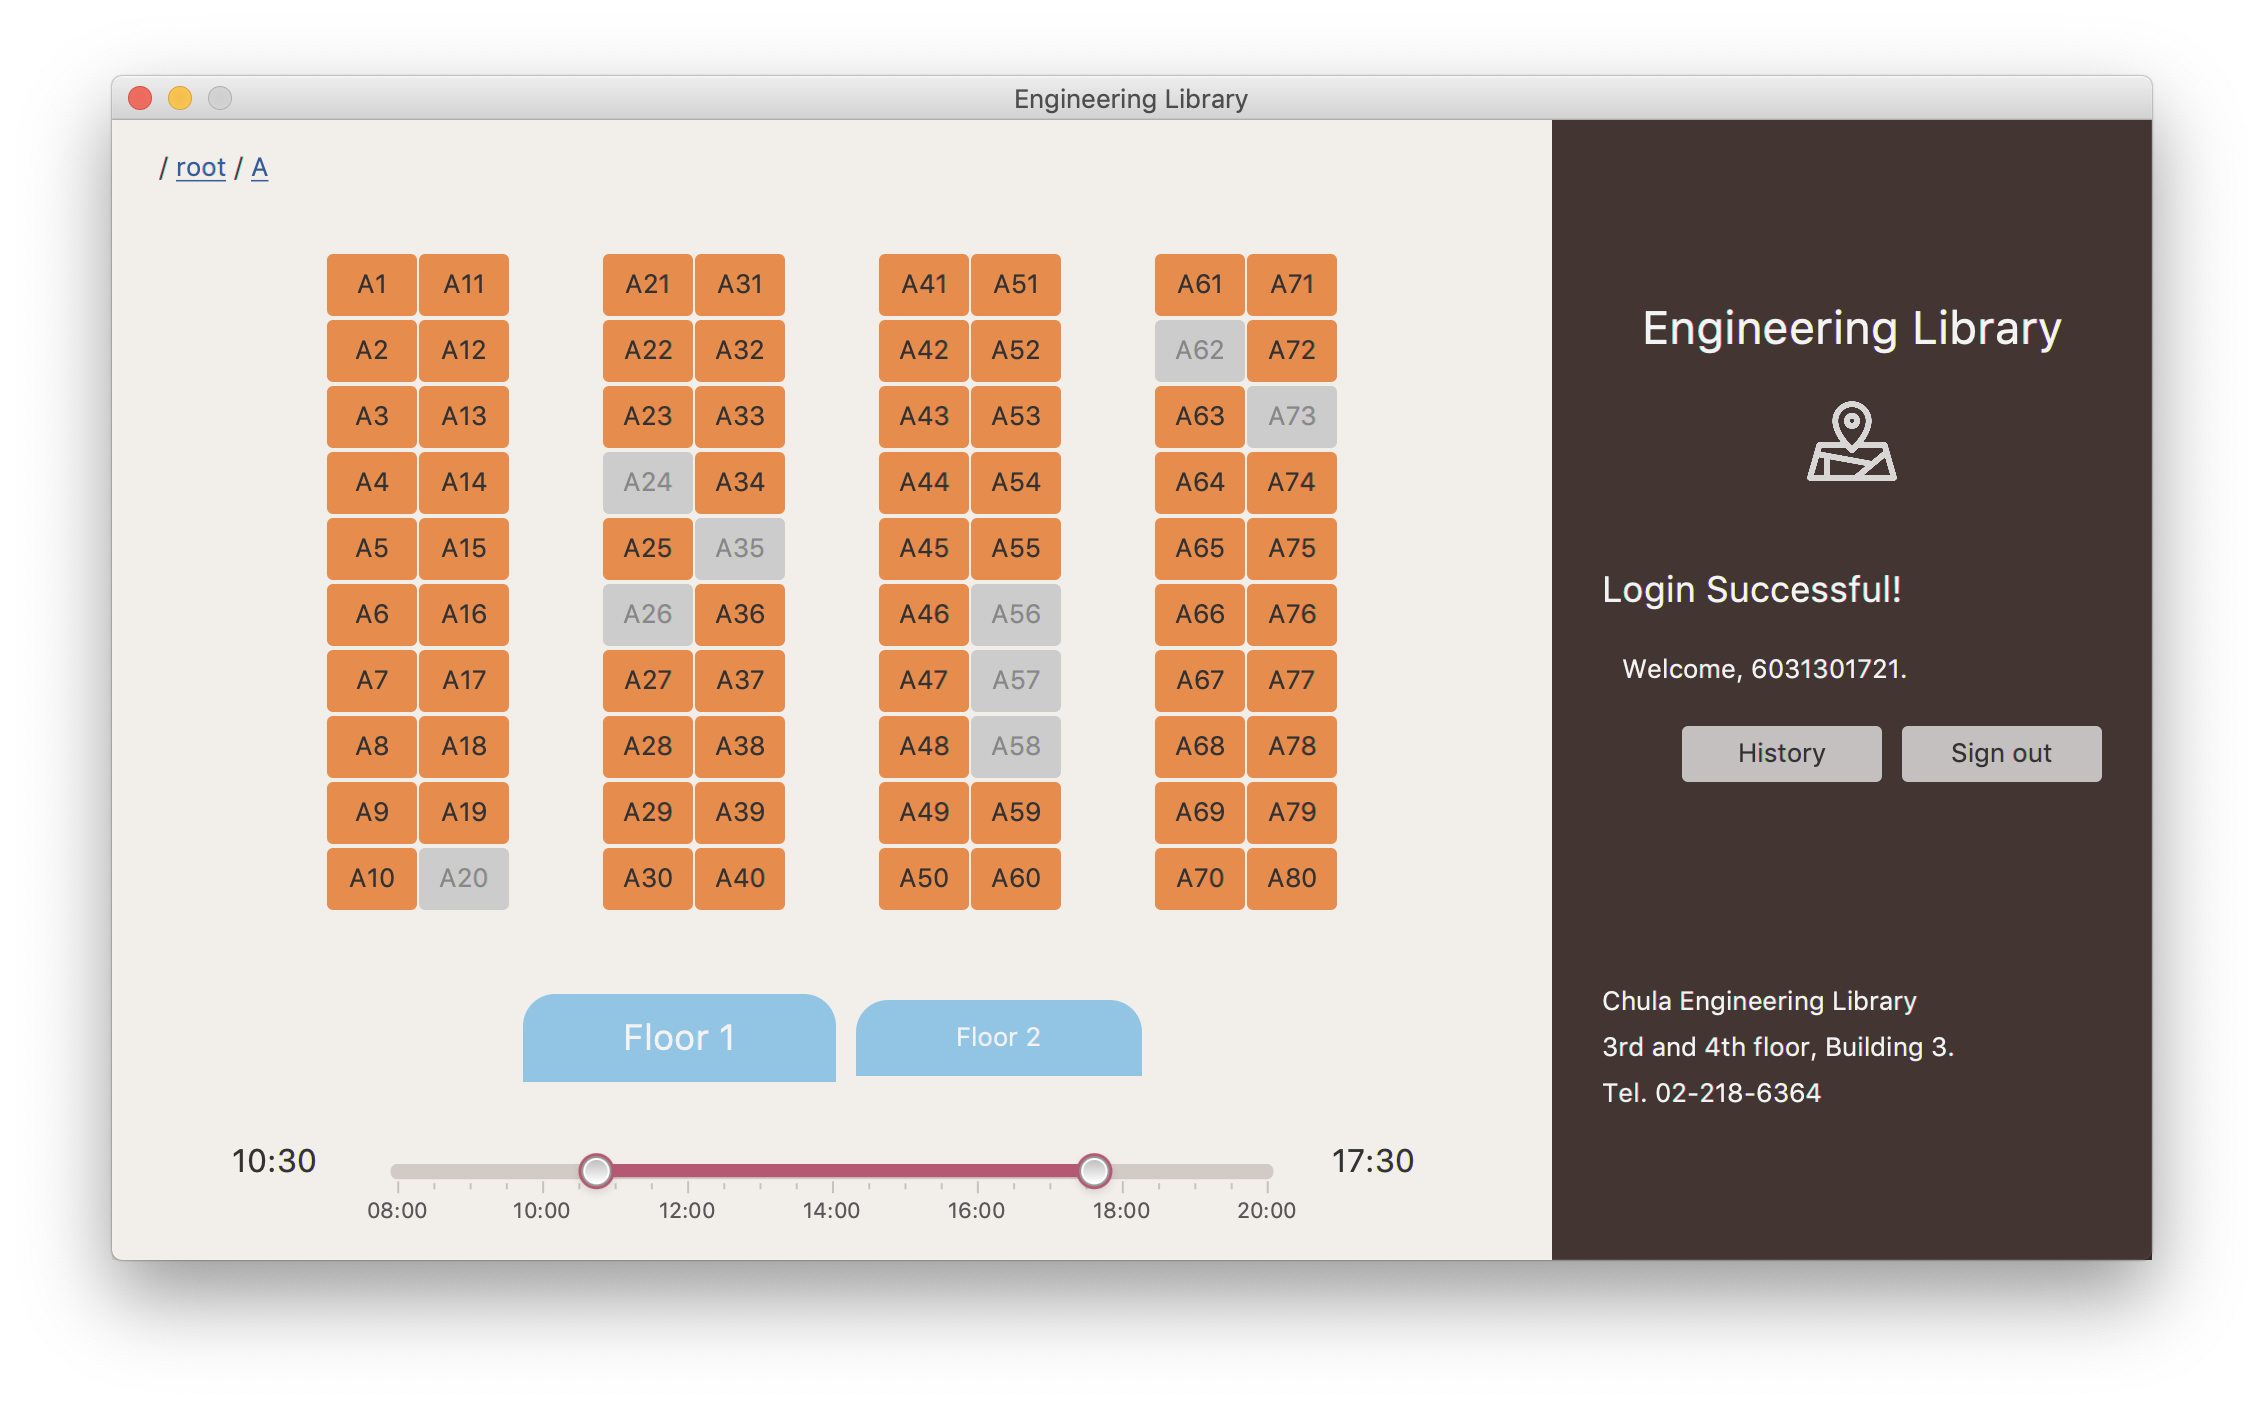 Engineering Library
/ root / A
A1 A11 A21 A31 A41 A51 A61 A71
A2 A12 A22 A32 A42 A52 A62 A72
A3 A13 A23 A33 A43 A53 A63 A73
A4 A14 A24 A34 A44 A54 A64 A74
A5 A15 A25 A35 A45 A55 A65 A75
A6 A16 A26 A36 A46 A56 A66 A76
A7 A17 A27 A37 A47 A57 A67 A77
A8 A18 A28 A38 A48 A58 A68 A78
A9 A19 A29 A39 A49 A59 A69 A79
A10 A20 A30 A40 A50 A60 A70 A80
Floor 1 Floor 2
10:30 17:30
08:00 10:00 12:00 14:00 16:00 18:00 20:00
Engineering Library
Login Successful!
Welcome, 6031301721.
History Sign out
Chula Engineering Library
3rd and 4th floor, Building 3.
Tel. 02-218-6364